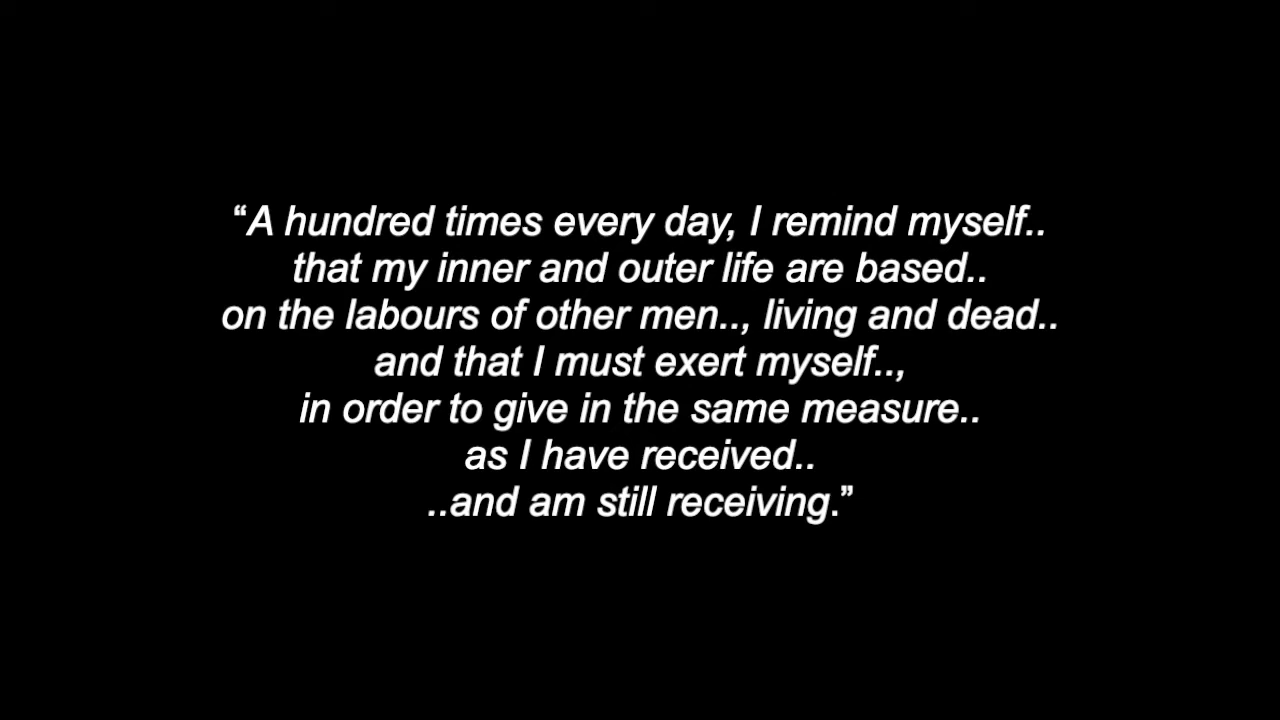 “A hundred times every day, I remind myself..
that my inner and outer life are based..
on the labours of other men.., living and dead..
and that I must exert myself..,
in order to give in the same measure..
as I have received..
..and am still receiving.”